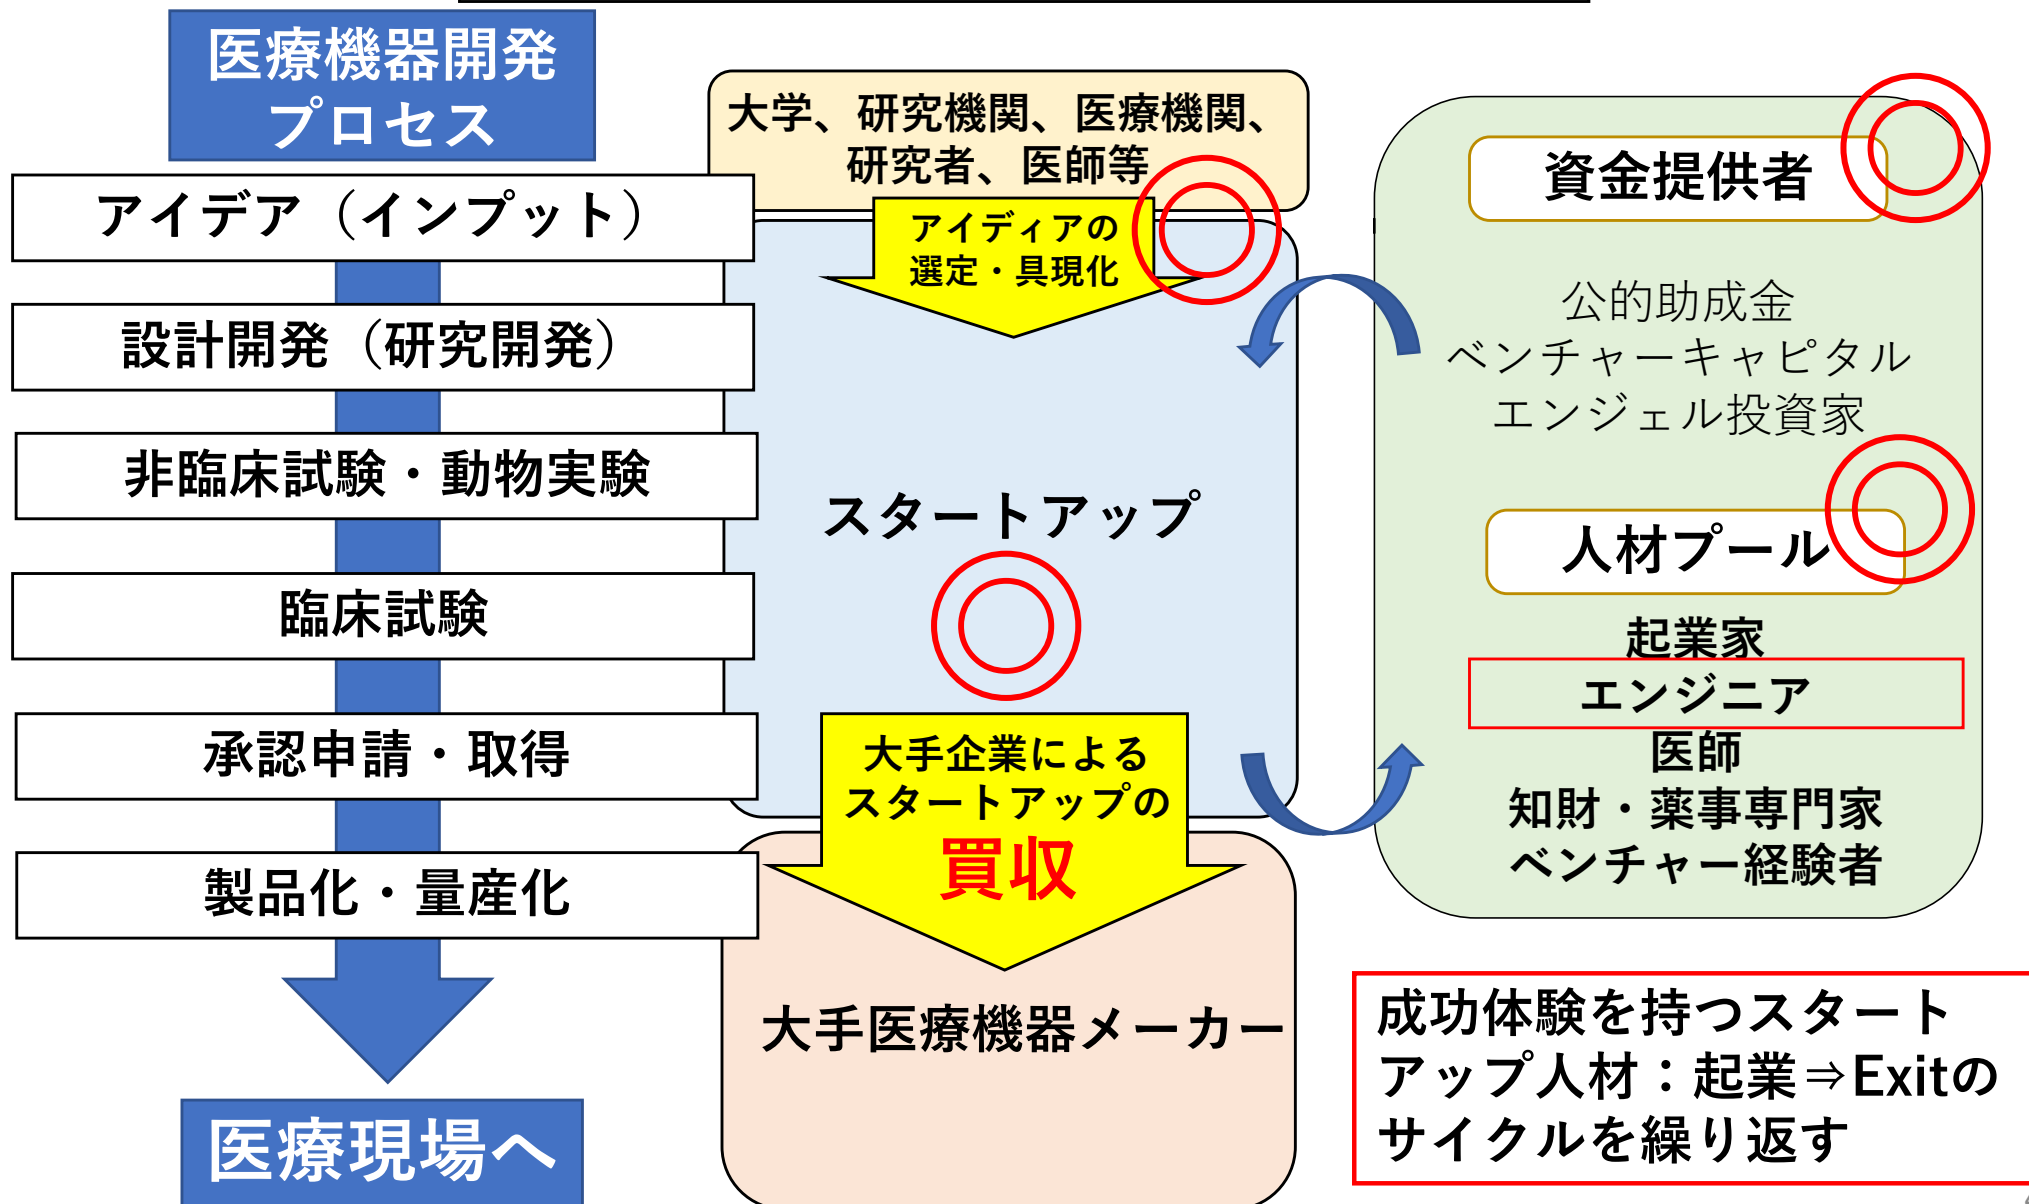 医療機器開発
プロセス
アイデア（インプット）
設計開発（研究開発）
非臨床試験・動物実験
臨床試験
承認申請・取得
製品化・量産化
医療現場へ
大学、研究機関、医療機関、
研究者、医師等
アイディアの
選定・具現化
スタートアップ
大手企業による
スタートアップの
買収
大手医療機器メーカー
資金提供者
公的助成金
ベンチャーキャピタル
エンジェル投資家
人材プール
起業家
エンジニア
医師
知財・薬事専門家
ベンチャー経験者
成功体験を持つスタート
アップ人材：起業⇒Exitの
サイクルを繰り返す